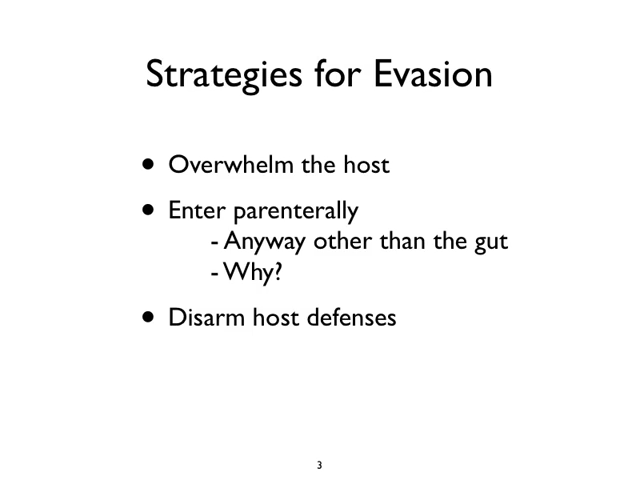 Strategies for Evasion
• Overwhelm the host
• Enter parenterally
- Anyway other than the gut
- Why?
• Disarm host defenses
3